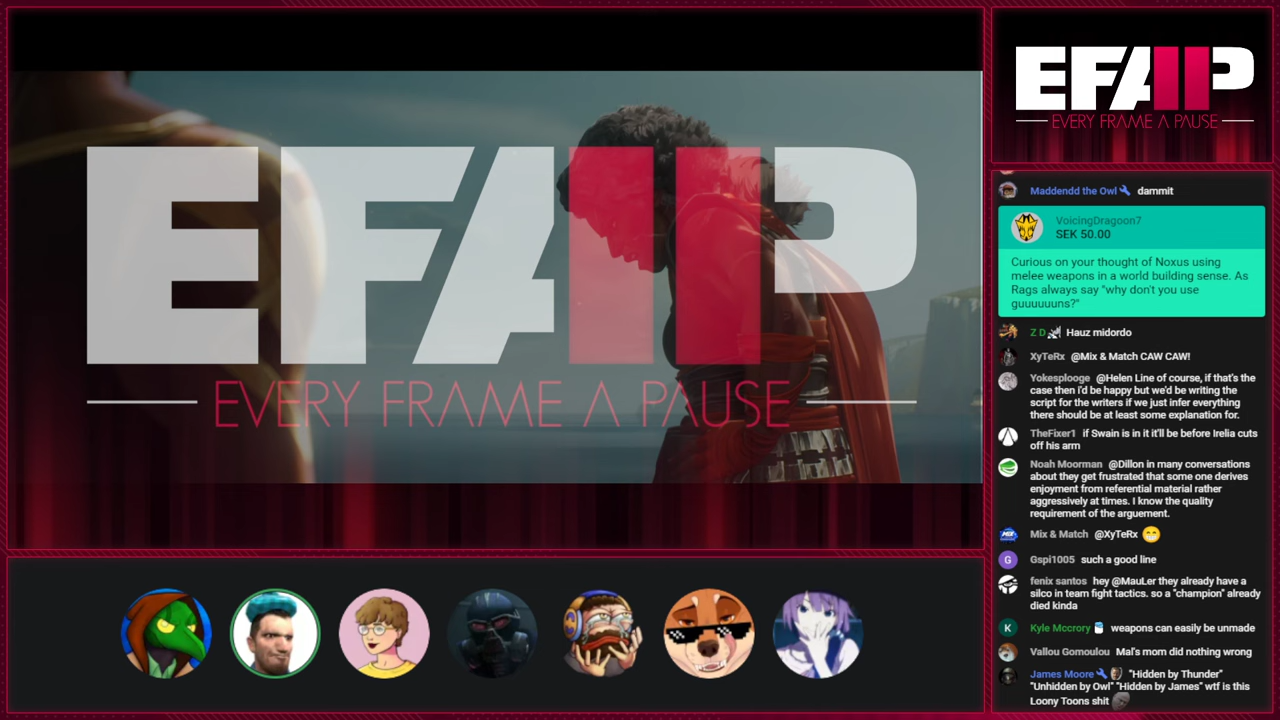 EFAP
EVERY FRAME A PAUSE
EFAP
EVERY FRAME A PAUSE
Maddendd the Owl dammit
VoicingDragoon7
SEK 50.00
Curious on your thought of Noxus using
melee weapons in a world building sense. As
Rags always say "why don't you use
guuuuuuns?"
Z D Hauz midordo
XyTeRx @Mix & Match CAW CAW!
Yokesplooge @Helen Line of course, if that's the
case then i'd be happy but we'd be writing the
script for the writers if we just infer everything
there should be at least some explanation for.
TheFixer1 if Swain is in it it'll be before Irelia cuts
off his arm
Noah Moorman @Dillon in many conversations
about they get frustrated that some one derives
enjoyment from referential material rather
aggressively at times. I know the quality
requirement of the arguement.
Mix & Match @XyTeRx
G
Gspi1005 such a good line
fenix santos hey @MauLer they already have a
silco in team fight tactics. so a "champion" already
died kinda
K
Kyle Mccrory weapons can easily be unmade
Vallou Gomoulou Mal's mom did nothing wrong
James Moore "Hidden by Thunder"
"Unhidden by Owl" "Hidden by James" wtf is this
Loony Toons shit